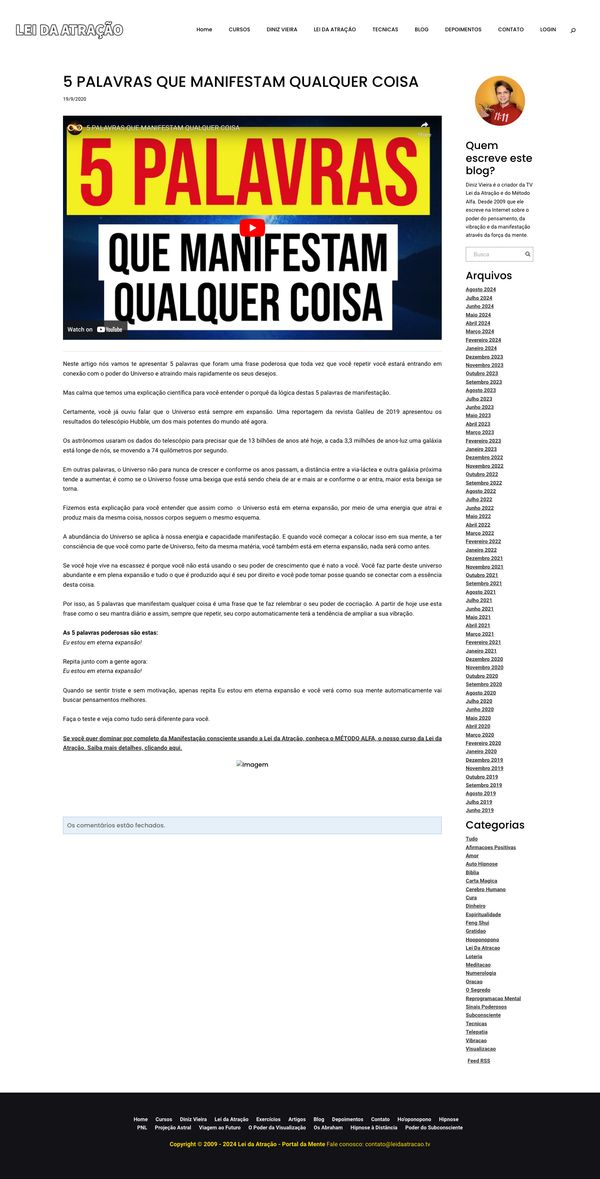 LEI DA ATRAÇÃO
Home CURSOS DINIZ VIEIRA LEI DA ATRAÇÃO TECNICAS BLOG DEPOIMENTOS CONTATO LOGIN
5 PALAVRAS QUE MANIFESTAM QUALQUER COISA
19/9/2020
5 PALAVRAS QUE MANIFESTAM QUALQUER COISA
Share
5 PALAVRAS
QUE MANIFESTAM
QUALQUER COISA
Watch on YouTube
Neste artigo nós vamos te apresentar 5 palavras que foram uma frase poderosa que toda vez que você repetir você estará entrando em
conexão com o poder do Universo e atraindo mais rapidamente os seus desejos.
Mas calma que temos uma explicação científica para você entender o porquê da lógica destas 5 palavras de manifestação.
Certamente, você já ouviu falar que o Universo está sempre em expansão. Uma reportagem da revista Galileu de 2019 apresentou os
resultados do telescópio Hubble, um dos mais potentes do mundo até agora.
Os astrônomos usaram os dados do telescópio para precisar que de 13 bilhões de anos até hoje, a cada 3,3 milhões de anos-luz uma galáxia
está longe de nós, se movendo a 74 quilómetros por segundo.
Em outras palavras, o Universo não para nunca de crescer e conforme os anos passam, a distância entre a via-láctea e outra galáxia próxima
tende a aumentar, é como se o Universo fosse uma bexiga que está sendo cheia de ar e mais ar e conforme o ar entra, maior esta bexiga se
torna.
Fizemos esta explicação para você entender que assim como o Universo está em eterna expansão, por meio de uma energia que atrai e
produz mais da mesma coisa, nossos corpos seguem o mesmo esquema.
A abundância do Universo se aplica à nossa energia e capacidade manifestação. E quando você começar a colocar isso em sua mente, a ter
consciência de que você como parte de Universo, feito da mesma matéria, você também está em eterna expansão, nada será como antes.
Se você hoje vive na escassez é porque você não está usando o seu poder de crescimento que é nato a você. Você faz parte deste universo
abundante e em plena expansão e tudo o que é produzido aqui é seu por direito e você pode tomar posse quando se conectar com a essência
desta coisa.
Por isso, as 5 palavras que manifestam qualquer coisa é uma frase que te faz relembrar o seu poder de cocriação. A partir de hoje use esta
frase como o seu mantra diário e assim, sempre que repetir, seu corpo automaticamente terá a tendência de ampliar a sua vibração.
As 5 palavras poderosas são estas:
Eu estou em eterna expansão!
Repita junto com a gente agora:
Eu estou em eterna expansão!
Quando se sentir triste e sem motivação, apenas repita Eu estou em eterna expansão e você verá como sua mente automaticamente vai
buscar pensamentos melhores.
Faça o teste e veja como tudo será diferente para você.
Se você quer dominar por completo da Manifestação consciente usando a Lei da Atração, conheça o MÉTODO ALFA, o nosso curso da Lei da
Atração. Saiba mais detalhes, clicando aqui.
Imagem
Os comentários estão fechados.
11:11
Quem
escreve este
blog?
Diniz Vieira é o criador da TV
Lei da Atração e do Método
Alfa. Desde 2009 que ele
escreve na Internet sobre o
poder do pensamento, da
vibração e da manifestação
através da força da mente.
Busca
Arquivos
Agosto 2024
Julho 2024
Junho 2024
Maio 2024
Abril 2024
Março 2024
Fevereiro 2024
Janeiro 2024
Dezembro 2023
Novembro 2023
Outubro 2023
Setembro 2023
Agosto 2023
Julho 2023
Junho 2023
Maio 2023
Abril 2023
Março 2023
Fevereiro 2023
Janeiro 2023
Dezembro 2022
Novembro 2022
Outubro 2022
Setembro 2022
Agosto 2022
Julho 2022
Junho 2022
Maio 2022
Abril 2022
Março 2022
Fevereiro 2022
Janeiro 2022
Dezembro 2021
Novembro 2021
Outubro 2021
Setembro 2021
Agosto 2021
Julho 2021
Junho 2021
Maio 2021
Abril 2021
Março 2021
Fevereiro 2021
Janeiro 2021
Dezembro 2020
Novembro 2020
Outubro 2020
Setembro 2020
Agosto 2020
Julho 2020
Junho 2020
Maio 2020
Abril 2020
Março 2020
Fevereiro 2020
Janeiro 2020
Dezembro 2019
Novembro 2019
Outubro 2019
Setembro 2019
Agosto 2019
Julho 2019
Junho 2019
Categorias
Tudo
Afirmacoes Positivas
Amor
Auto Hipnose
Biblia
Carta Magica
Cerebro Humano
Cura
Dinheiro
Espiritualidade
Feng Shui
Gratidao
Hooponopono
Lei Da Atracao
Loteria
Meditacao
Numerologia
Oracao
O Segredo
Reprogramacao Mental
Sinais Poderosos
Subconsciente
Tecnicas
Telepatia
Vibracao
Visualizacao
Feed RSS
Home Cursos Diniz Vieira Lei da Atração Exercícios Artigos Blog Depoimentos Contato Ho'oponopono Hipnose
PNL Projeção Astral Viagem ao Futuro O Poder da Visualização Os Abraham Hipnose à Distância Poder do Subconsciente
Copyright © 2009 - 2024 Lei da Atração - Portal da Mente Fale conosco: contato@leidaatracao.tv